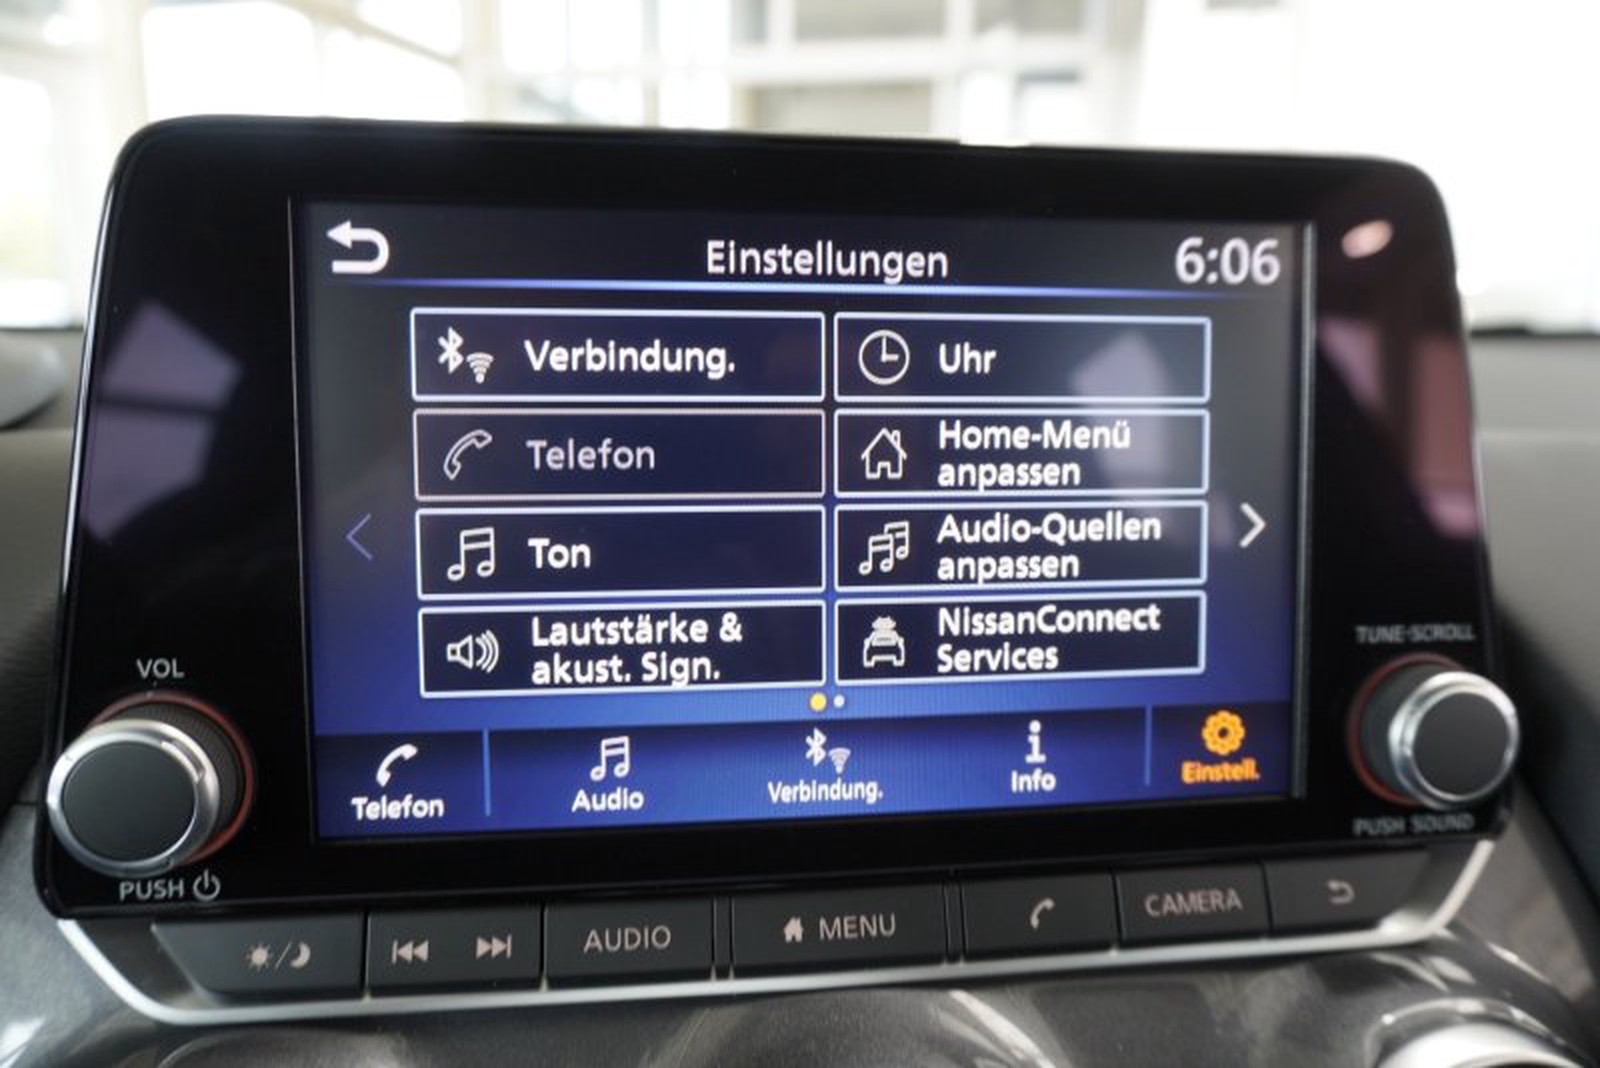 Einstellungen
6:06
Verbindung.
Uhr
Telefon
Home-Menü
anpassen
Ton
Audio-Quellen
anpassen
Lautstärke &
akust. Sign.
NissanConnect
Services
Telefon
Audio
Verbindung.
Info
Einstell.
VOL
PUSH
TUNE·SCROLL
PUSH SOUND
AUDIO
MENU
CAMERA